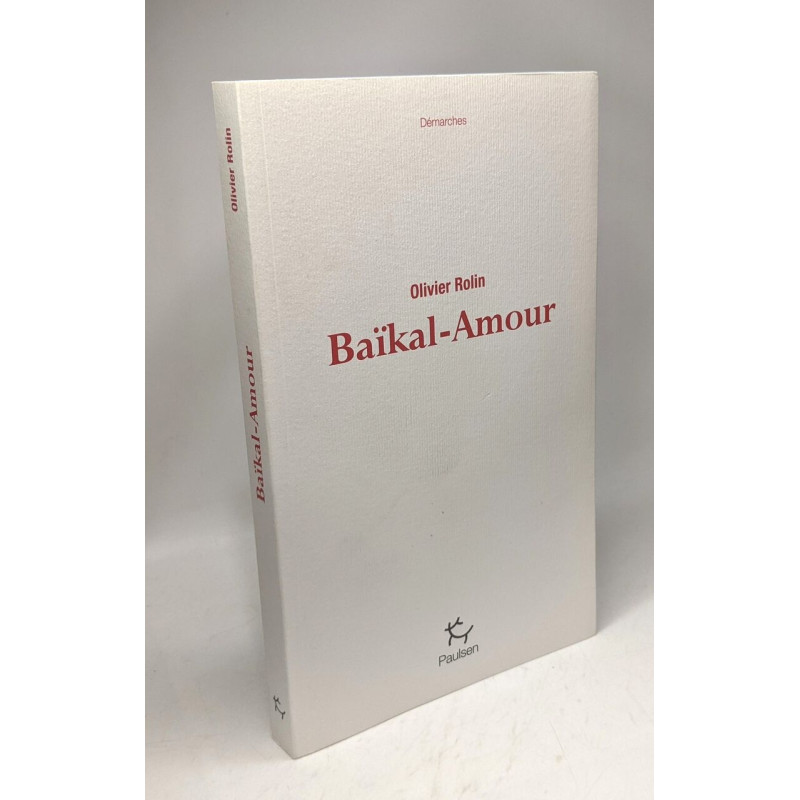 Démarches
Olivier Rolin
Baïkal-Amour
Paulsen
Olivier Rolin
Baïkal-Amour